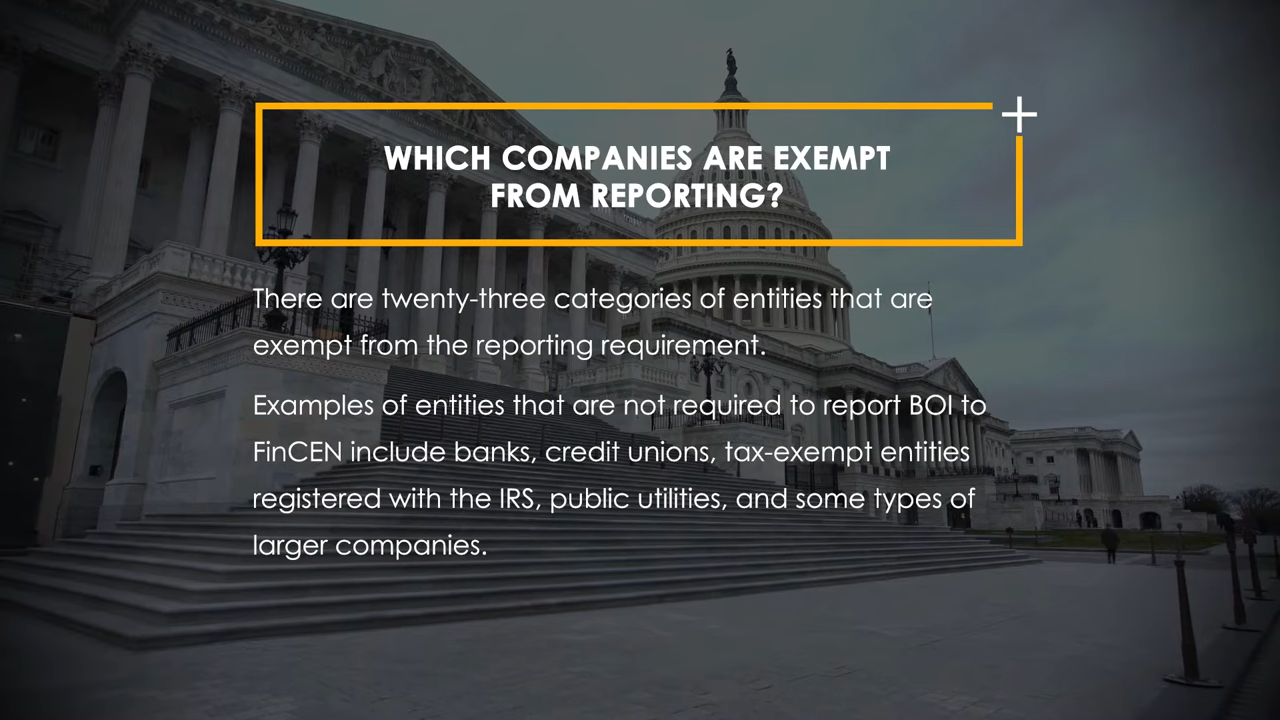 WHICH COMPANIES ARE EXEMPT
FROM REPORTING?
There are twenty-three categories of entities that are
exempt from the reporting requirement.
Examples of entities that are not required to report BOI to
FinCEN include banks, credit unions, tax-exempt entities
registered with the IRS, public utilities, and some types of
larger companies.